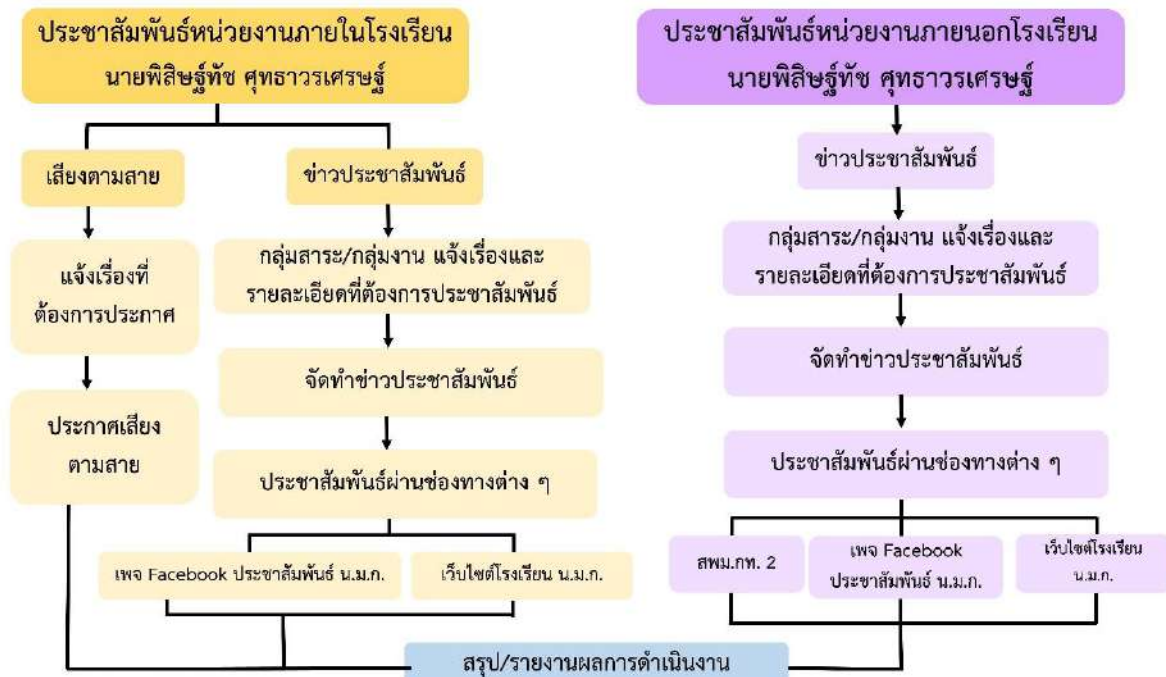 ประชาสัมพันธ์หน่วยงานภายในโรงเรียน
นายพิสิษฐ์ทัช ศุทธาวรเศรษฐ์
เสียงตามสาย
ข่าวประชาสัมพันธ์
แจ้งเรื่องที่
ต้องการประกาศ
กลุ่มสาระ/กลุ่มงาน แจ้งเรื่องและ
รายละเอียดที่ต้องการประชาสัมพันธ์
จัดทำข่าวประชาสัมพันธ์
ประกาศเสียง
ตามสาย
ประชาสัมพันธ์ผ่านช่องทางต่าง ๆ
เพจ Facebook ประชาสัมพันธ์ น.ม.ก.
เว็บไซต์โรงเรียน น.ม.ก.
ประชาสัมพันธ์หน่วยงานภายนอกโรงเรียน
นายพิสิษฐ์ทัช ศุทธาวรเศรษฐ์
ข่าวประชาสัมพันธ์
กลุ่มสาระ/กลุ่มงาน แจ้งเรื่องและ
รายละเอียดที่ต้องการประชาสัมพันธ์
จัดทำข่าวประชาสัมพันธ์
ประชาสัมพันธ์ผ่านช่องทางต่าง ๆ
สพม.กท. 2
เพจ Facebook
ประชาสัมพันธ์ น.ม.ก.
เว็บไซต์โรงเรียน
น.ม.ก.
สรุป/รายงานผลการดำเนินงาน